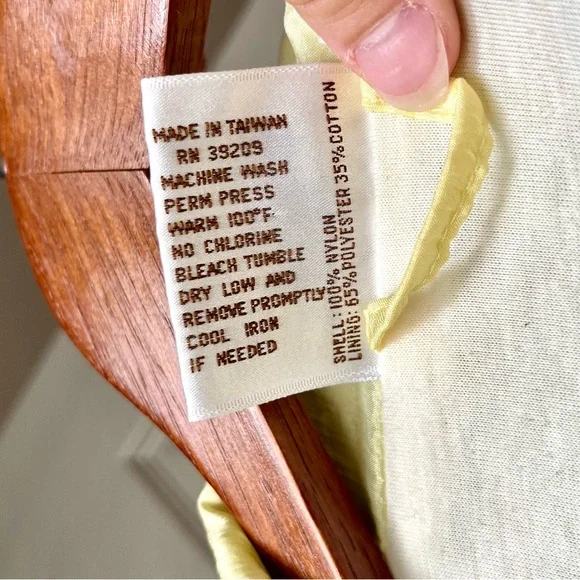 MADE IN TAIWAN
RN 39209
MACHINE WASH
PERM PRESS
WARM 100°F
NO CHLORINE
BLEACH TUMBLE
DRY LOW AND
REMOVE PROMPTLY
COOL IRON
IF NEEDED
SHELL: 100% NYLON
LINING: 65% POLYESTER 35% COTTON